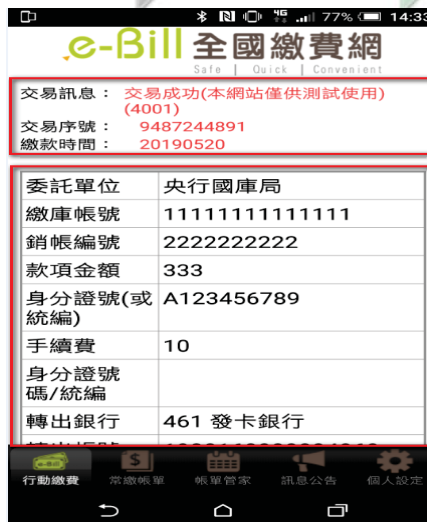 4G 77% 14:33
e-Bill 全國繳費網
Safe | Quick | Convenient
交易訊息： 交易成功(本網站僅供測試使用)
(4001)
交易序號： 9487244891
繳款時間： 20190520
委託單位 央行國庫局
繳庫帳號 11111111111111
銷帳編號 2222222222
款項金額 333
身分證號(或
統編) A123456789
手續費 10
身分證號
碼/統編
轉出銀行 461 發卡銀行
行動繳費 常繳帳單 帳單管家 訊息公告 個人設定